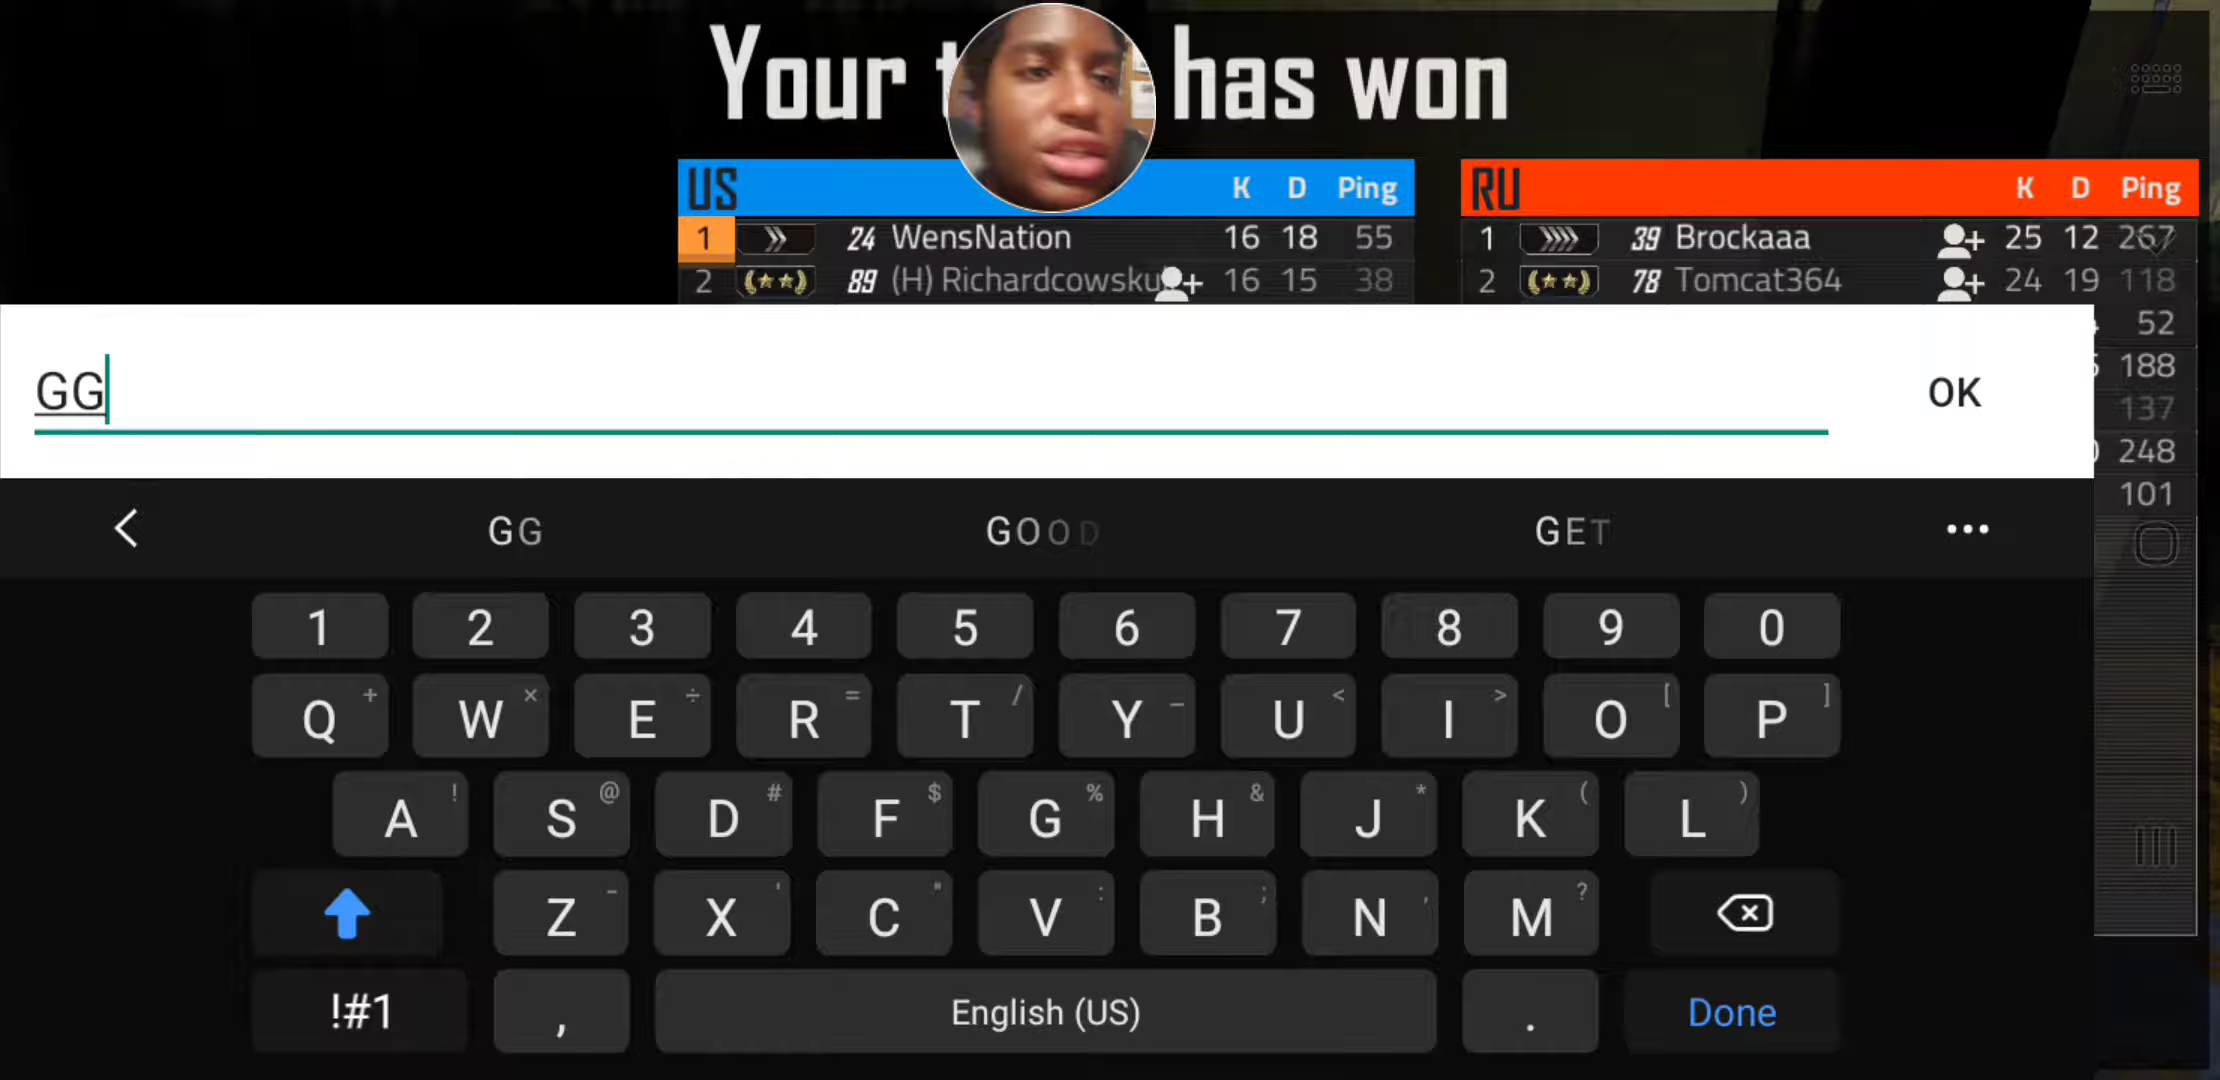 Your has won
US K D Ping
1 24 WensNation 16 18 55
2 89 (H) Richardcowsku 16 15 38
RU K D Ping
1 39 Brockaaa 25 12 267
2 78 Tomcat364 24 19 118
52
188
137
248
101
GG
OK
GG GOOD GET •••
1 2 3 4 5 6 7 8 9 0
Q + W × E ÷ R = T / Y _ U < I > O [ P ]
A ! S @ D # F $ G % H & J * K ( L )
Z - X ' C " V : B ; N , M ?
!#1 , English (US) . Done